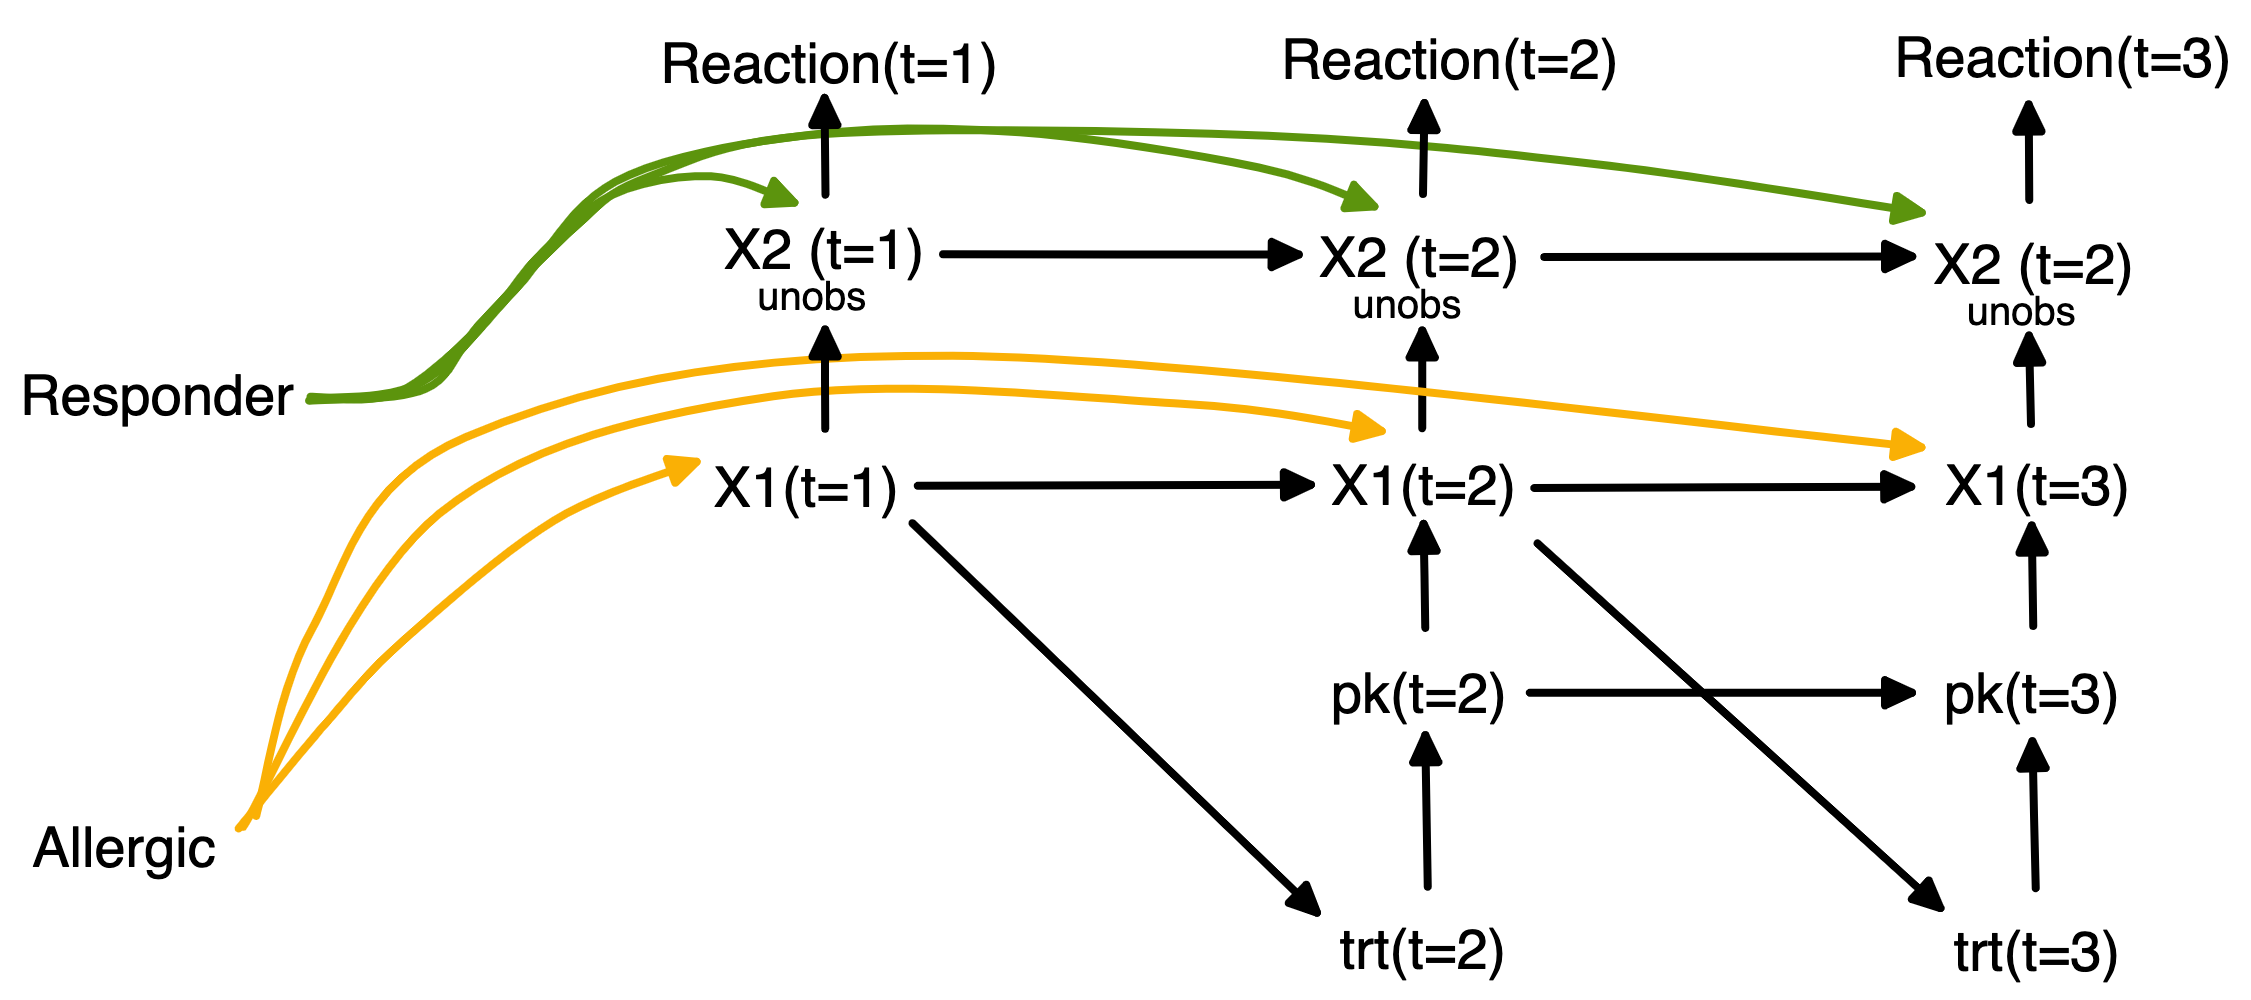 Reaction(t=1)
Reaction(t=2)
Reaction(t=3)
X2 (t=1)
unobs
X2 (t=2)
unobs
X2 (t=2)
unobs
Responder
X1(t=1)
X1(t=2)
X1(t=3)
pk(t=2)
pk(t=3)
Allergic
trt(t=2)
trt(t=3)